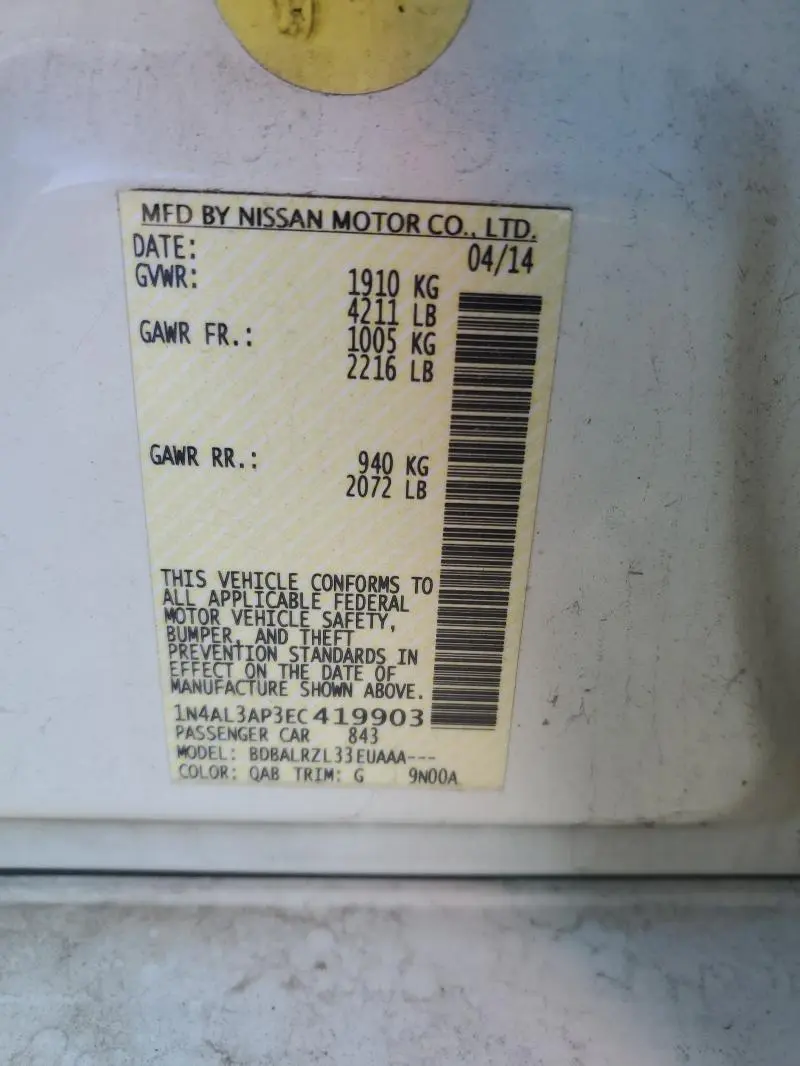 MFD BY NISSAN MOTOR CO., LTD.
DATE: 04/14
GVWR: 1910 KG
4211 LB
GAWR FR.: 1005 KG
2216 LB
GAWR RR.: 940 KG
2072 LB
THIS VEHICLE CONFORMS TO
ALL APPLICABLE FEDERAL
MOTOR VEHICLE SAFETY,
BUMPER, AND THEFT
PREVENTION STANDARDS IN
EFFECT ON THE DATE OF
MANUFACTURE SHOWN ABOVE.
1N4AL3AP3EC419903
PASSENGER CAR 843
MODEL: BDBALRZL33EUAAA---
COLOR: QAB TRIM: G 9N00A